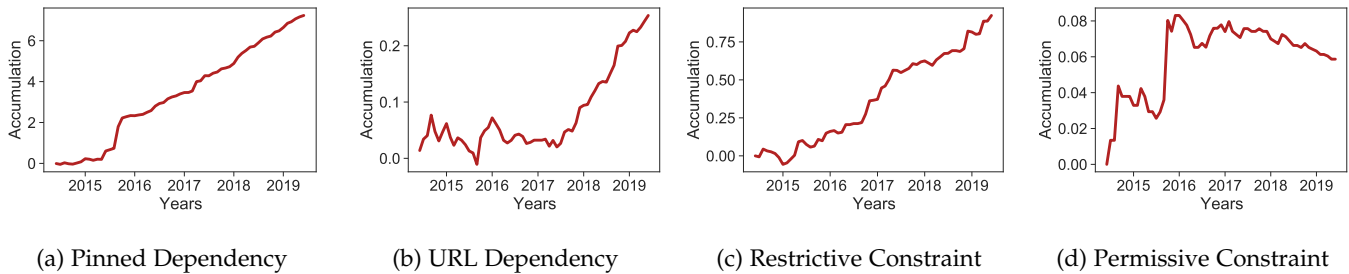 Accumulation
6
4
2
0
2015 2016 2017 2018 2019
Years
(a) Pinned Dependency
Accumulation
0.2
0.1
0.0
2015 2016 2017 2018 2019
Years
(b) URL Dependency
Accumulation
0.75
0.50
0.25
0.00
2015 2016 2017 2018 2019
Years
(c) Restrictive Constraint
Accumulation
0.08
0.06
0.04
0.02
0.00
2015 2016 2017 2018 2019
Years
(d) Permissive Constraint